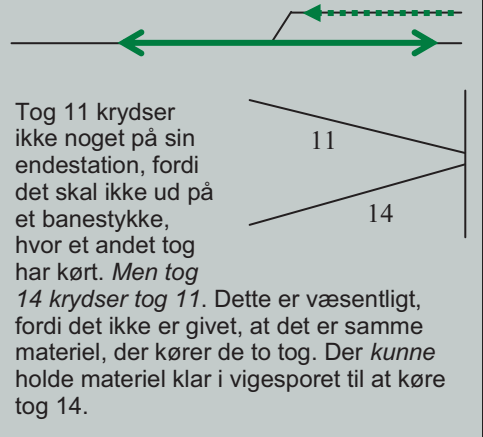 Tog 11 krydser
ikke noget på sin
endestation, fordi
det skal ikke ud på
et banestykke,
hvor et andet tog
har kørt. Men tog
14 krydser tog 11. Dette er væsentligt,
fordi det ikke er givet, at det er samme
materiel, der kører de to tog. Der kunne
holde materiel klar i vigesporet til at køre
tog 14.
11
14